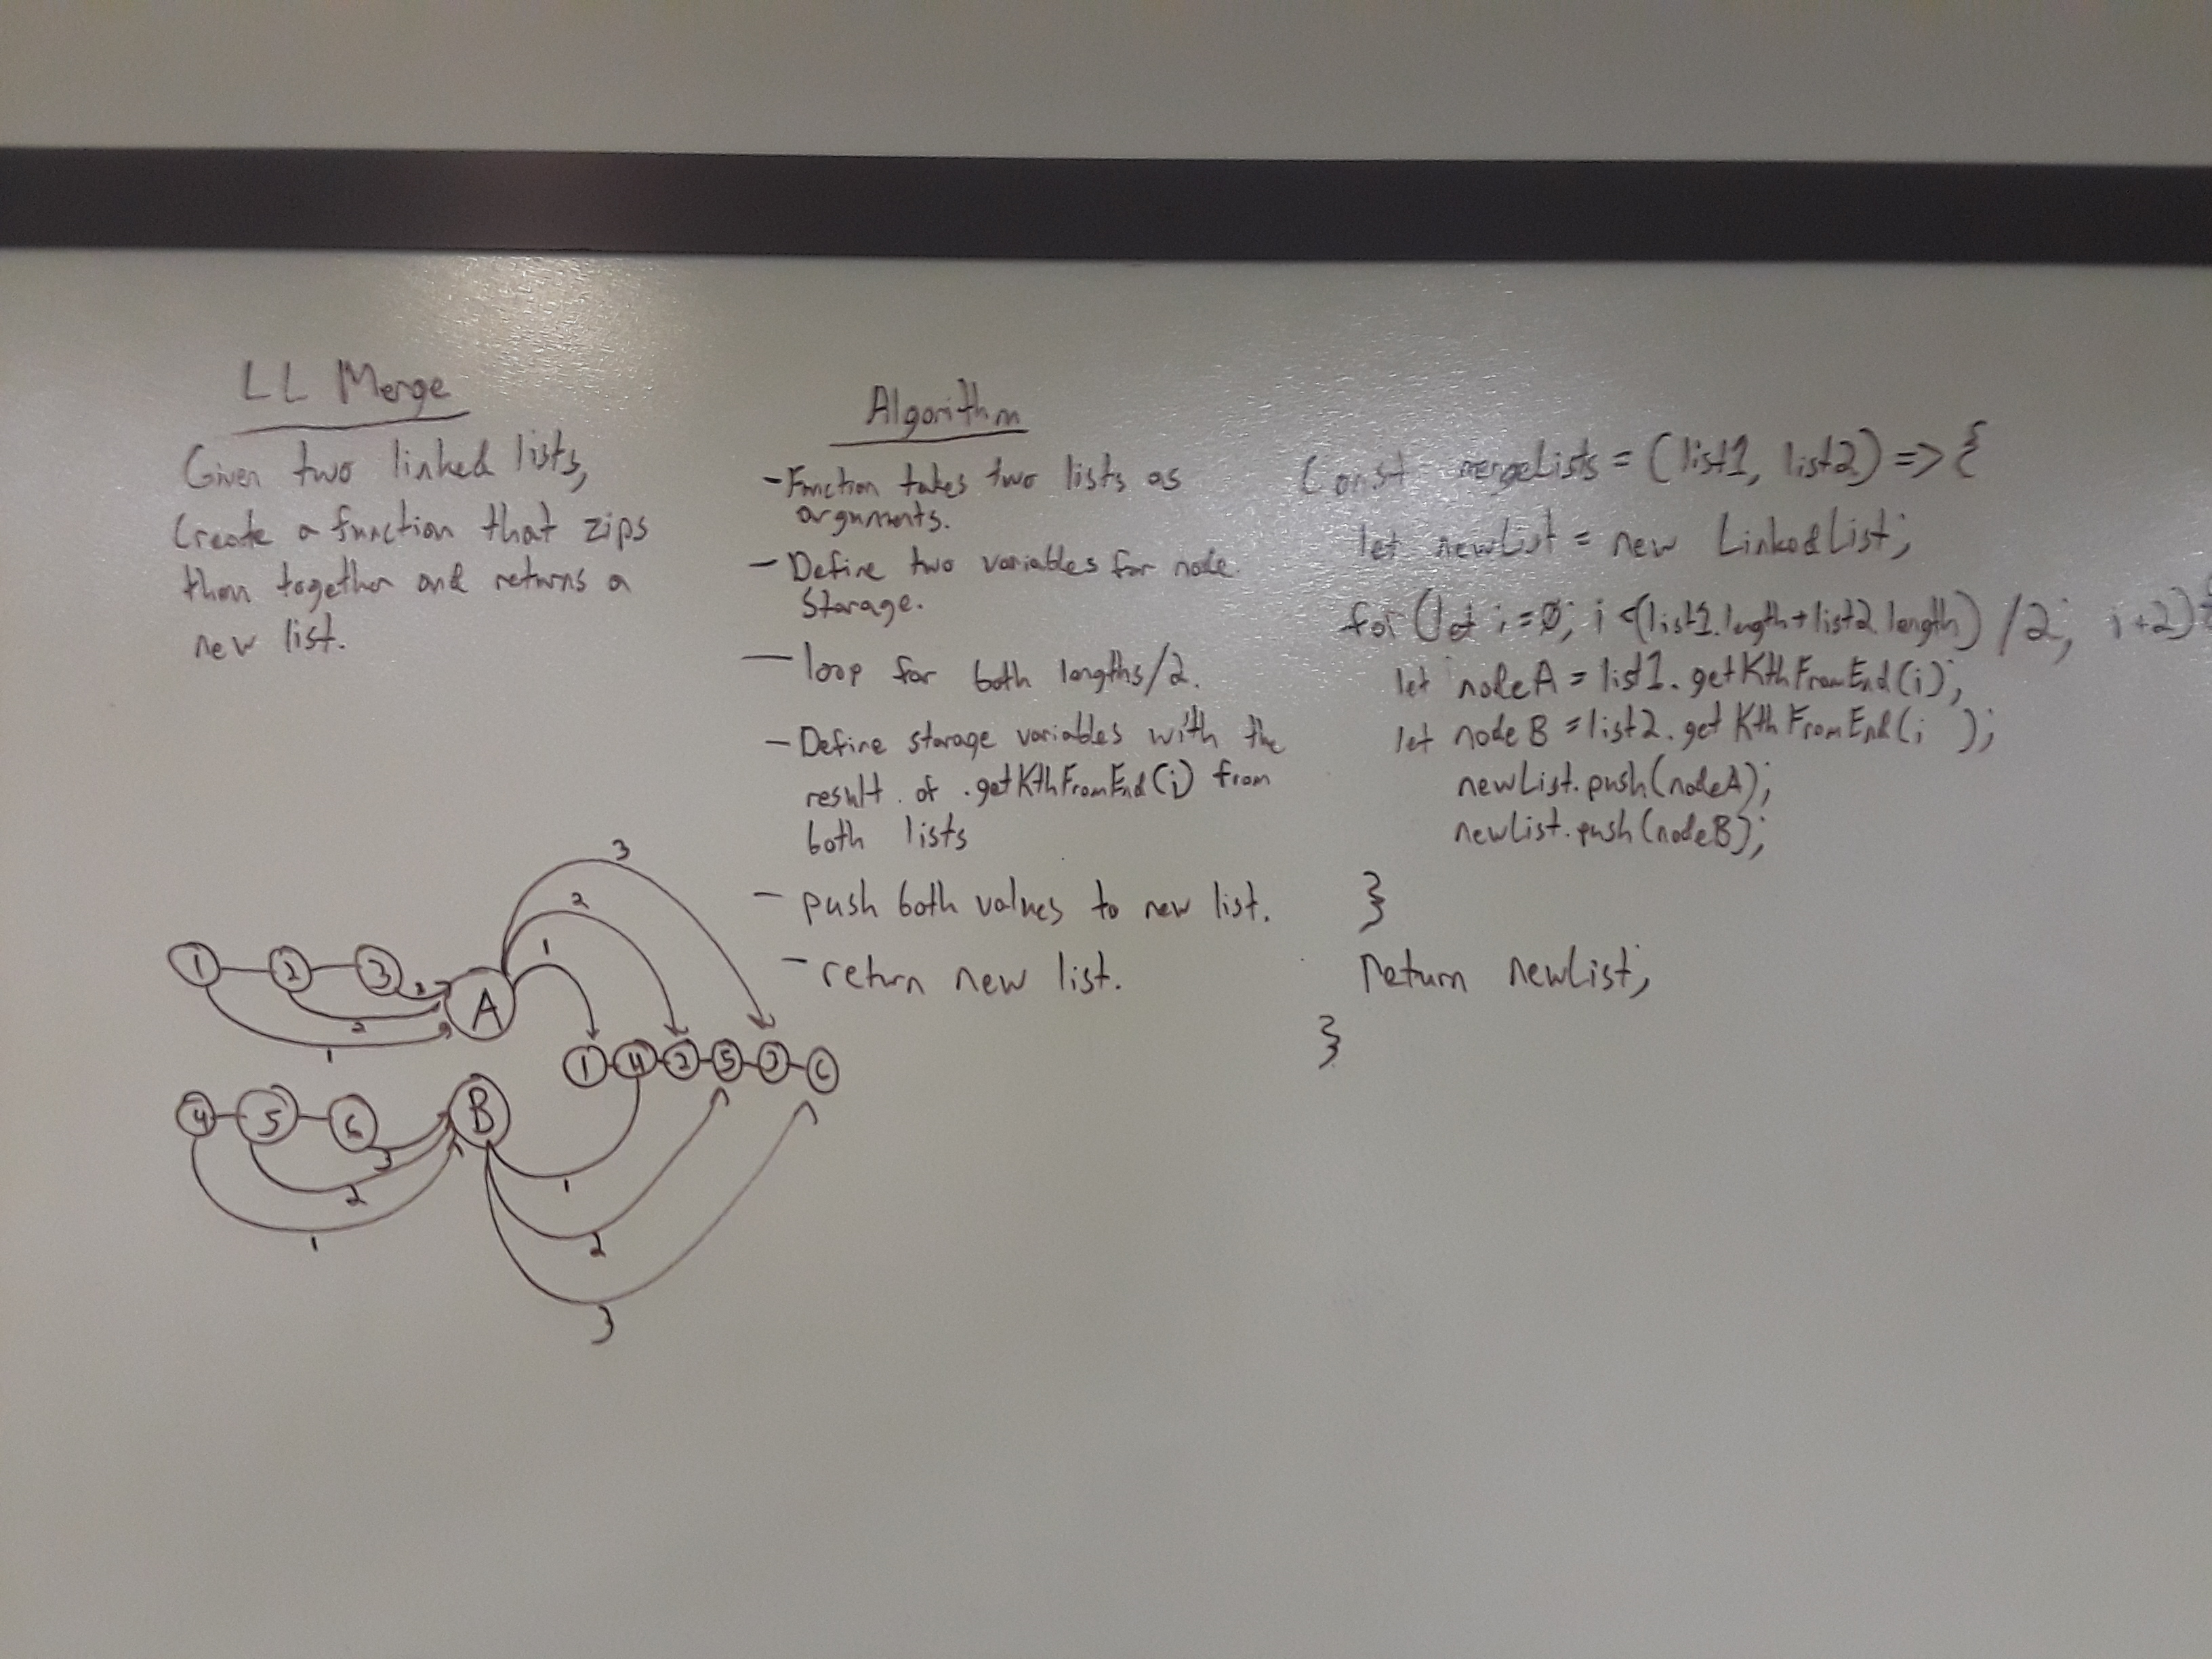 LL Merge
Given two linked lists,
Create a function that zips
them together and returns a
new list.
1 2 3
3
2
1
A
3
2
1
1 4 2 5 3 6
4 5 6
3
2
1
B
1
2
3
Algorithm
- Function takes two lists as
arguments.
- Define two variables for node
Storage.
- loop for both lengths/2.
- Define storage variables with the
result of .getKthFromEnd(i) from
both lists
- push both values to new list.
- return new list.
Const mergeLists = (list1, list2) => {
let newList = new LinkedList;
for (let i = 0; i < (list1.length + list2.length) /2; i+2) {
let nodeA = list1.getKthFromEnd(i);
let nodeB = list2.getKthFromEnd(i );
newList.push(nodeA);
newList.push(nodeB);
}
return newList;
}